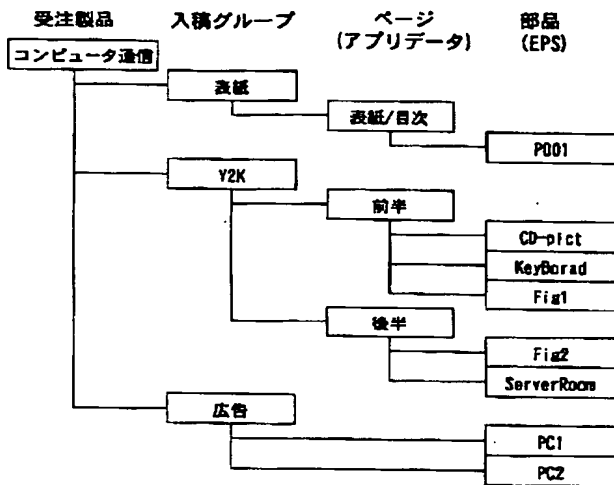 受注製品 入稿グループ ページ 部品
(アプリデータ) (EPS)
コンピュータ通信
表紙
表紙/目次
P001
Y2K
前半
CD-pict
KeyBorad
Fig1
後半
Fig2
ServerRoom
広告
PC1
PC2